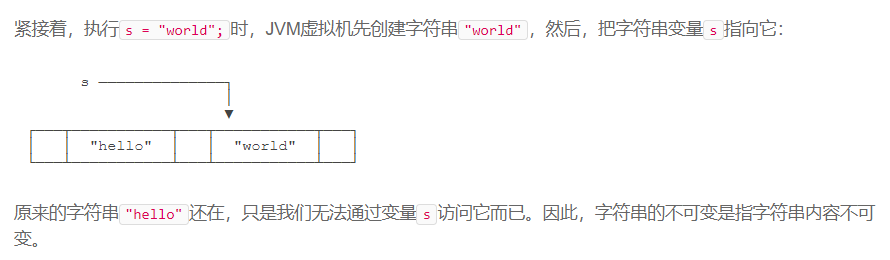 紧接着，执行s = "world";时，JVM虚拟机先创建字符串"world"，然后，把字符串变量s指向它：
s
"hello" "world"
原来的字符串"hello"还在，只是我们无法通过变量s访问它而已。因此，字符串的不可变是指字符串内容不可
变。